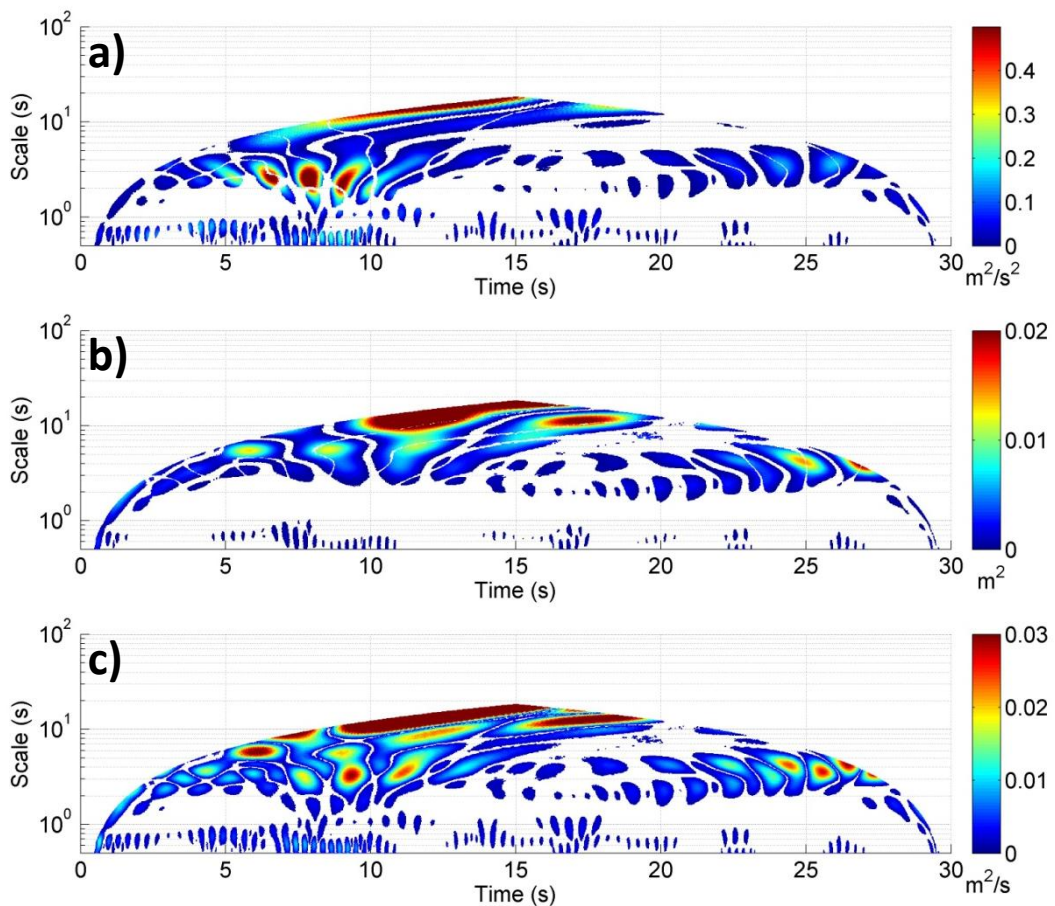 a)
Scale (s)
10² 10¹ 10⁰
0 5 10 15 20 25 30
Time (s)
0.4 0.3 0.2 0.1 0
m²/s²
b)
Scale (s)
10² 10¹ 10⁰
0 5 10 15 20 25 30
Time (s)
0.02 0.01 0
m²
c)
Scale (s)
10² 10¹ 10⁰
0 5 10 15 20 25 30
Time (s)
0.03 0.02 0.01 0
m²/s